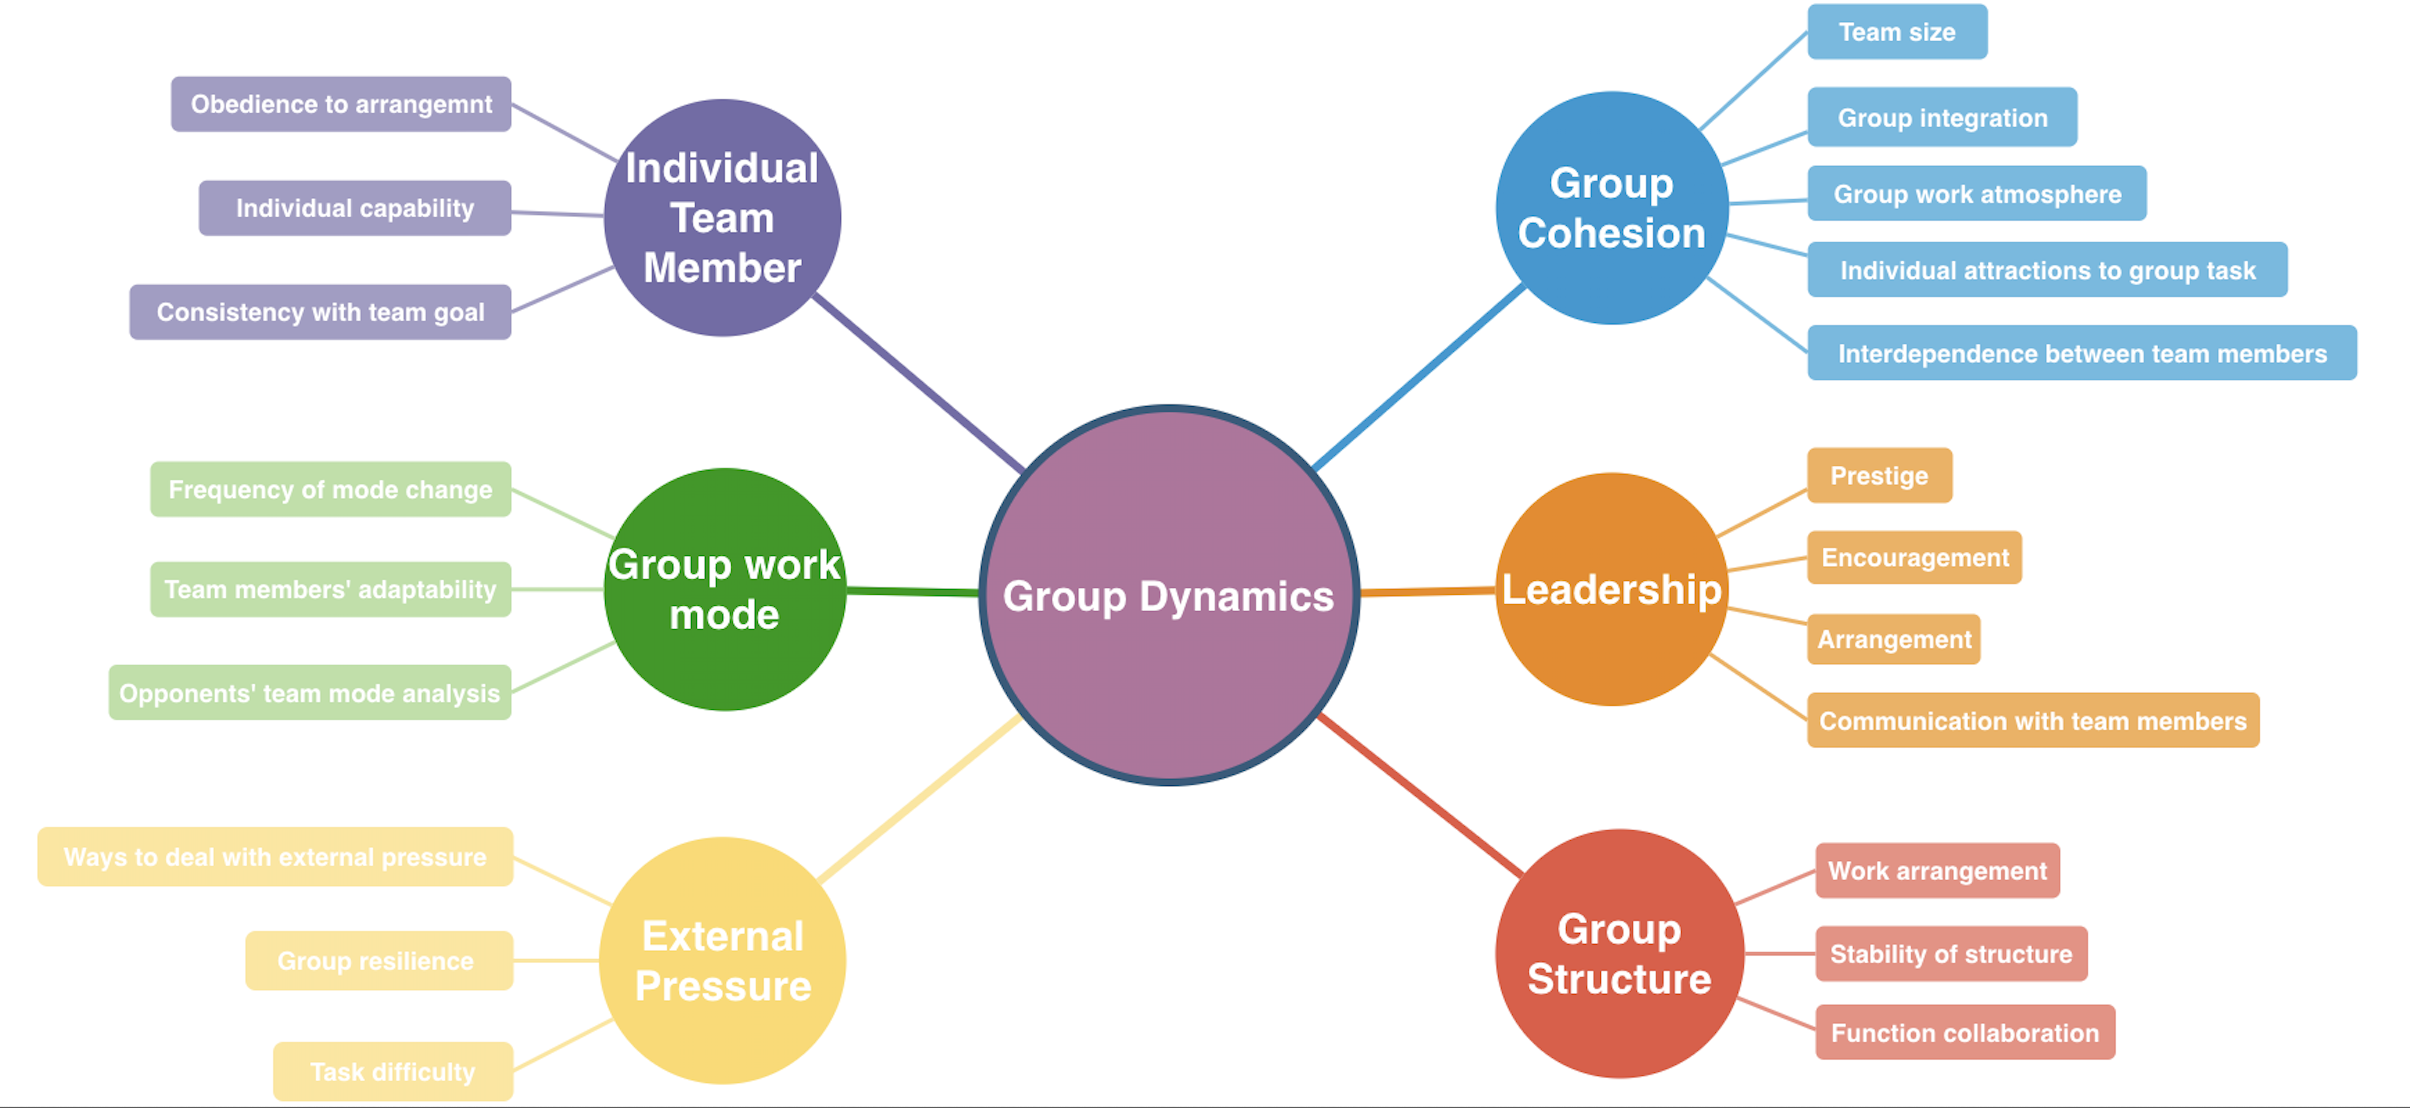 Obedience to arrangemnt
Individual capability
Consistency with team goal
Individual
Team
Member
Frequency of mode change
Team members' adaptability
Opponents' team mode analysis
Group work
mode
Ways to deal with external pressure
Group resilience
Task difficulty
External
Pressure
Group Dynamics
Group
Cohesion
Team size
Group integration
Group work atmosphere
Individual attractions to group task
Interdependence between team members
Leadership
Prestige
Encouragement
Arrangement
Communication with team members
Group
Structure
Work arrangement
Stability of structure
Function collaboration